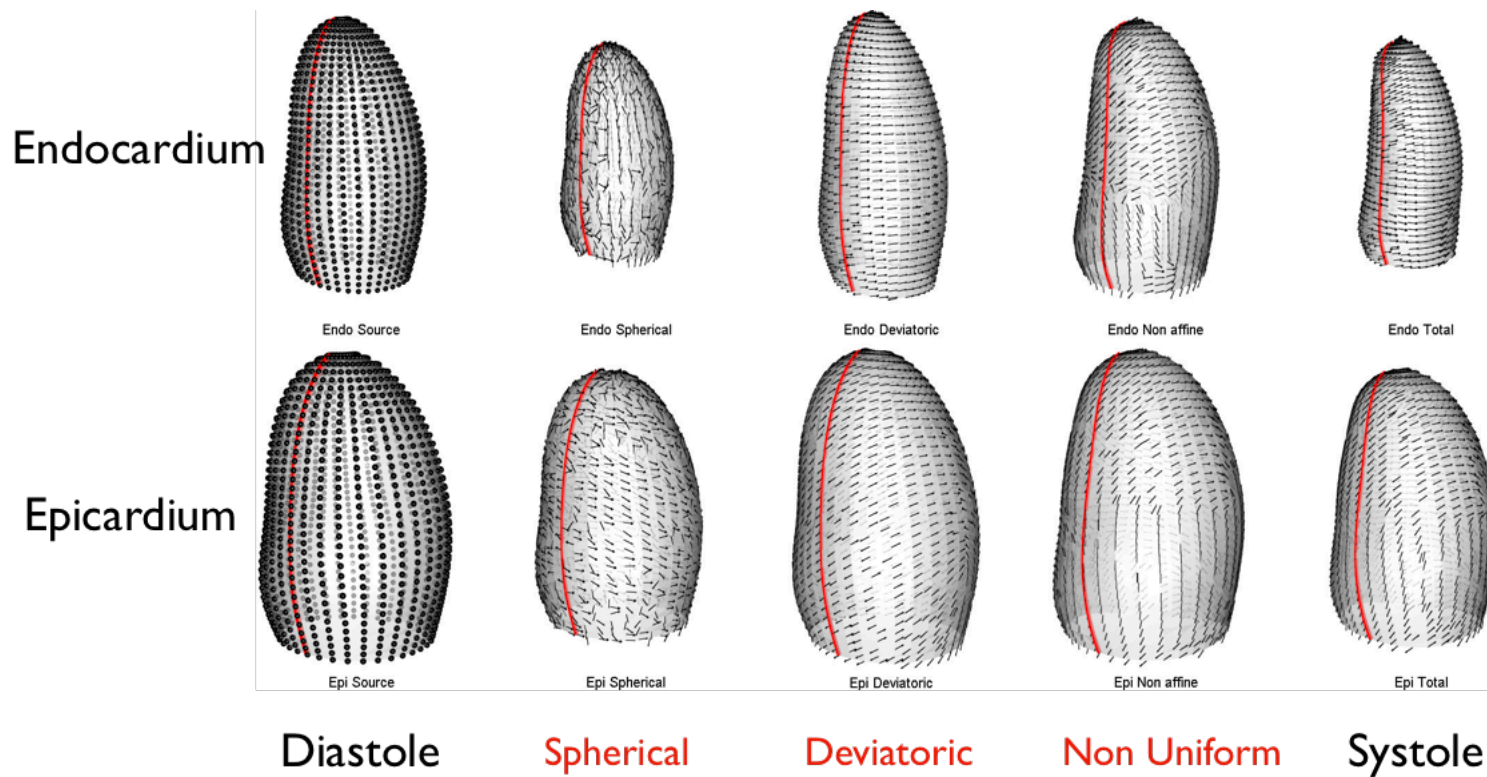 Endocardium
Endo Source
Endo Spherical
Endo Deviatoric
Endo Non affine
Endo Total
Epicardium
Epi Source
Epi Spherical
Epi Deviatoric
Epi Non affine
Epi Total
Diastole
Spherical
Deviatoric
Non Uniform
Systole